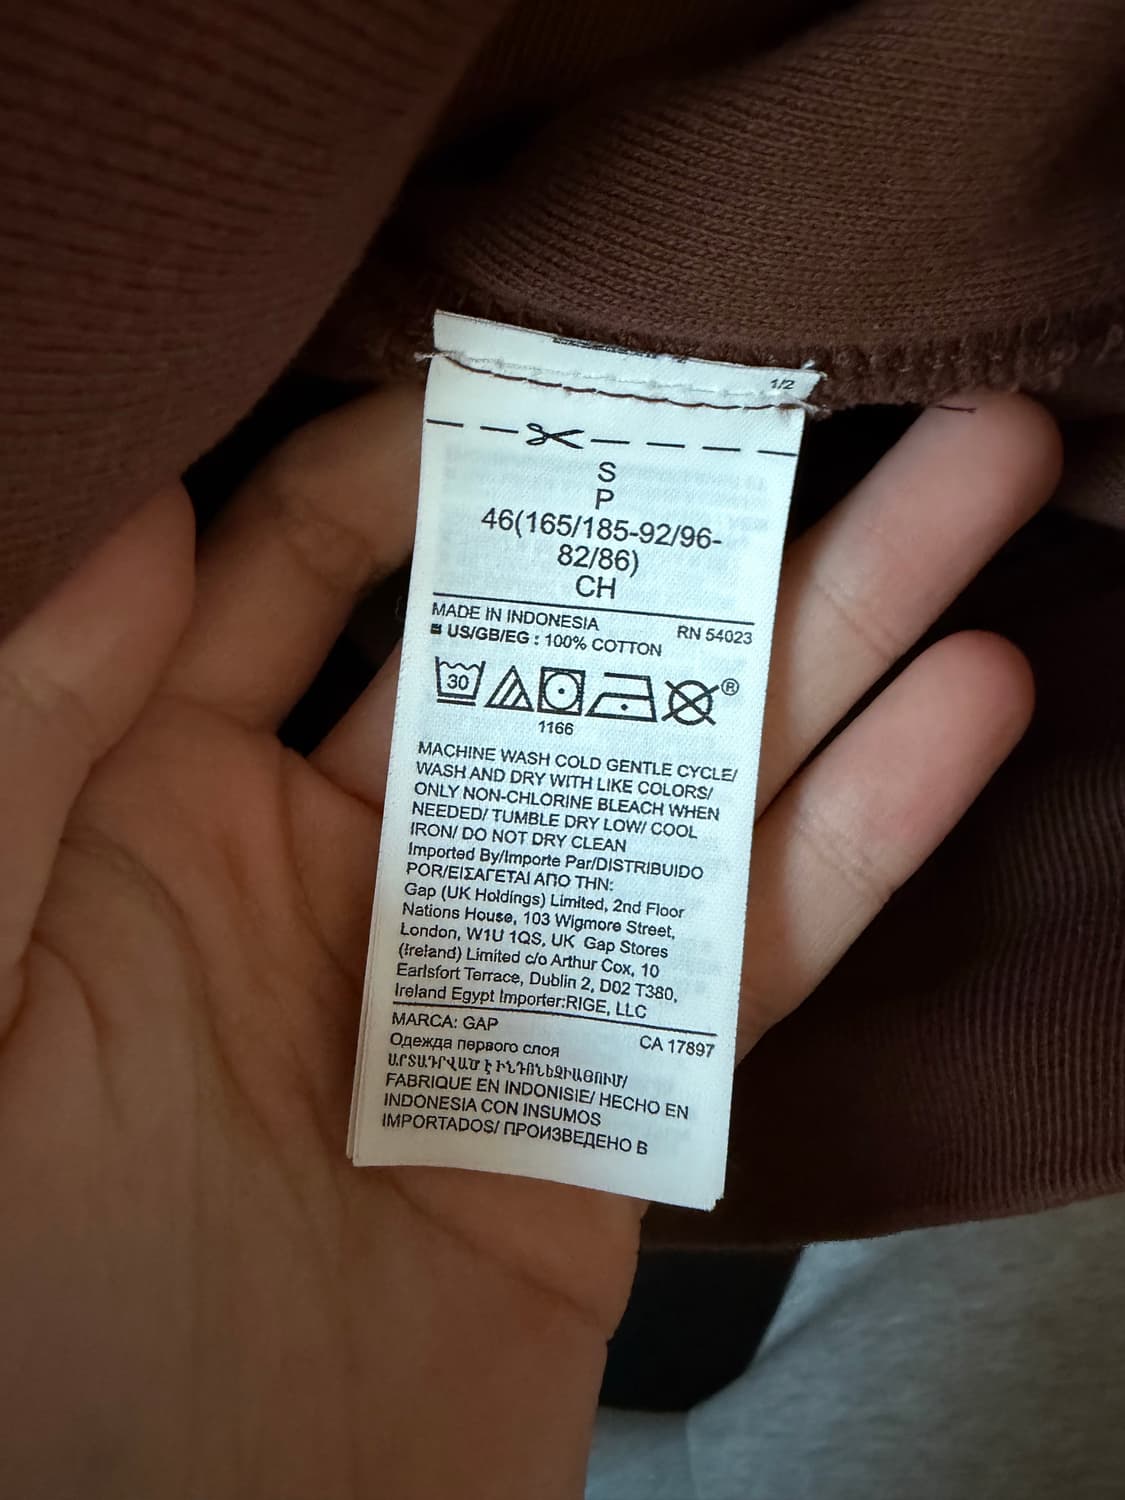 1/2
S
P
46(165/185-92/96-
82/86)
CH
MADE IN INDONESIA
RN 54023
US/GB/EG : 100% COTTON
30
®
1166
MACHINE WASH COLD GENTLE CYCLE/
WASH AND DRY WITH LIKE COLORS/
ONLY NON-CHLORINE BLEACH WHEN
NEEDED/ TUMBLE DRY LOW/ COOL
IRON/ DO NOT DRY CLEAN
Imported By/Importe Par/DISTRIBUIDO
POR/ΕΙΣΑΓΕΤΑΙ ΑΠΟ ΤΗΝ:
Gap (UK Holdings) Limited, 2nd Floor
Nations House, 103 Wigmore Street,
London, W1U 1QS, UK Gap Stores
(Ireland) Limited c/o Arthur Cox, 10
Earlsfort Terrace, Dublin 2, D02 T380,
Ireland Egypt Importer:RIGE, LLC
MARCA: GAP
CA 17897
Одежда первого слоя
ԱՐՏԱԴՐՎԱԾ Է ԻՆԴՈՆԵԶԻԱՅՈՒՄ/
FABRIQUE EN INDONISIE/ HECHO EN
INDONESIA CON INSUMOS
IMPORTADOS/ ПРОИЗВЕДЕНО В